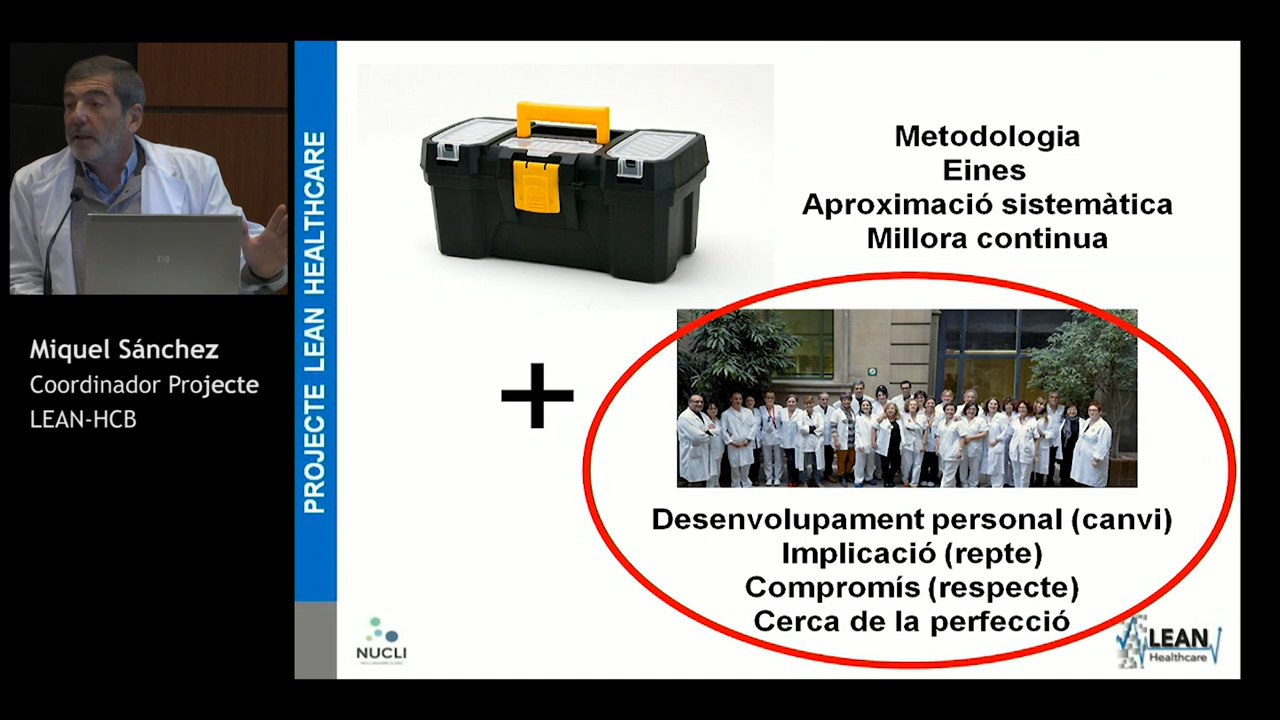 Miquel Sánchez
Coordinador Projecte
LEAN-HCB
PROJECTE LEAN HEALTHCARE
Metodologia
Eines
Aproximació sistemàtica
Millora continua
+
Desenvolupament personal (canvi)
Implicació (repte)
Compromís (respecte)
Cerca de la perfecció
NUCLI
LEAN
Healthcare
hp